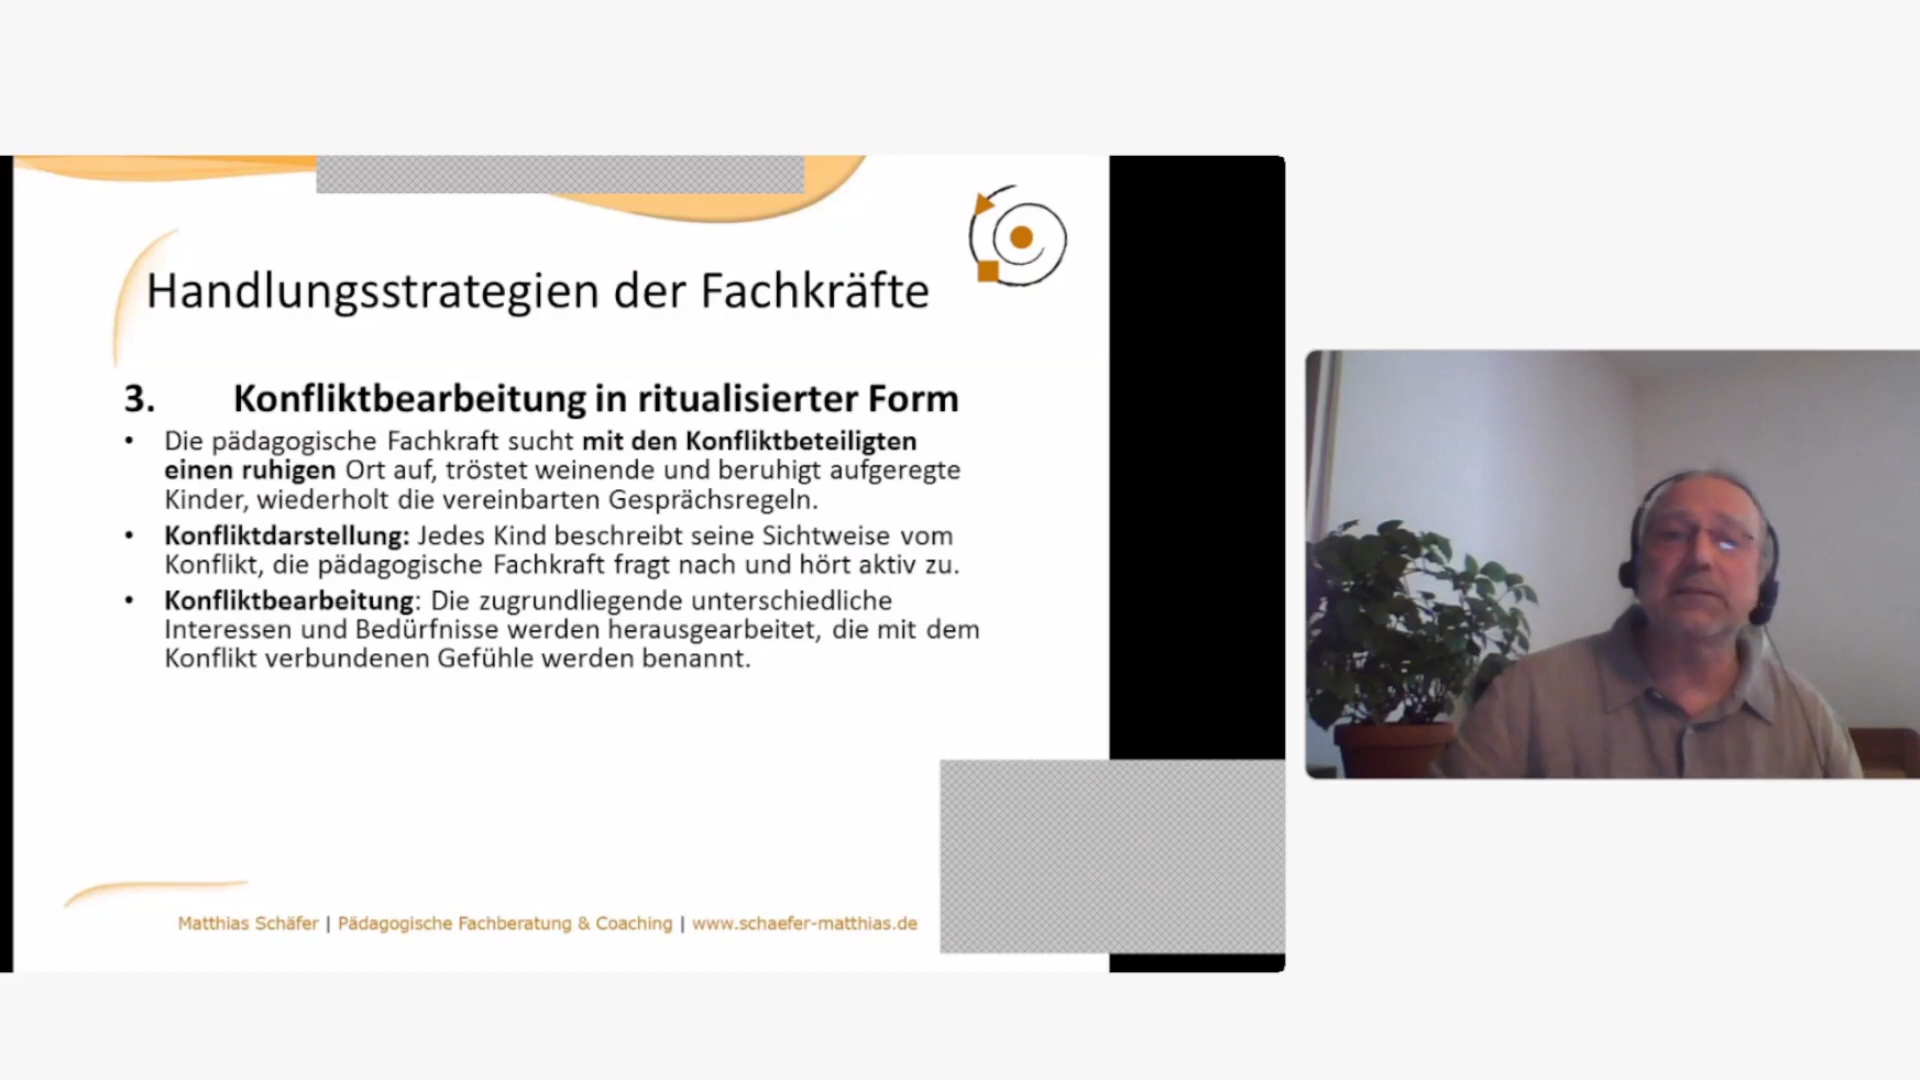 Handlungsstrategien der Fachkräfte
3. Konfliktbearbeitung in ritualisierter Form
• Die pädagogische Fachkraft sucht mit den Konfliktbeteiligten
einen ruhigen Ort auf, tröstet weinende und beruhigt aufgeregte
Kinder, wiederholt die vereinbarten Gesprächsregeln.
• Konfliktdarstellung: Jedes Kind beschreibt seine Sichtweise vom
Konflikt, die pädagogische Fachkraft fragt nach und hört aktiv zu.
• Konfliktbearbeitung: Die zugrundliegende unterschiedliche
Interessen und Bedürfnisse werden herausgearbeitet, die mit dem
Konflikt verbundenen Gefühle werden benannt.
Matthias Schäfer | Pädagogische Fachberatung & Coaching | www.schaefer-matthias.de